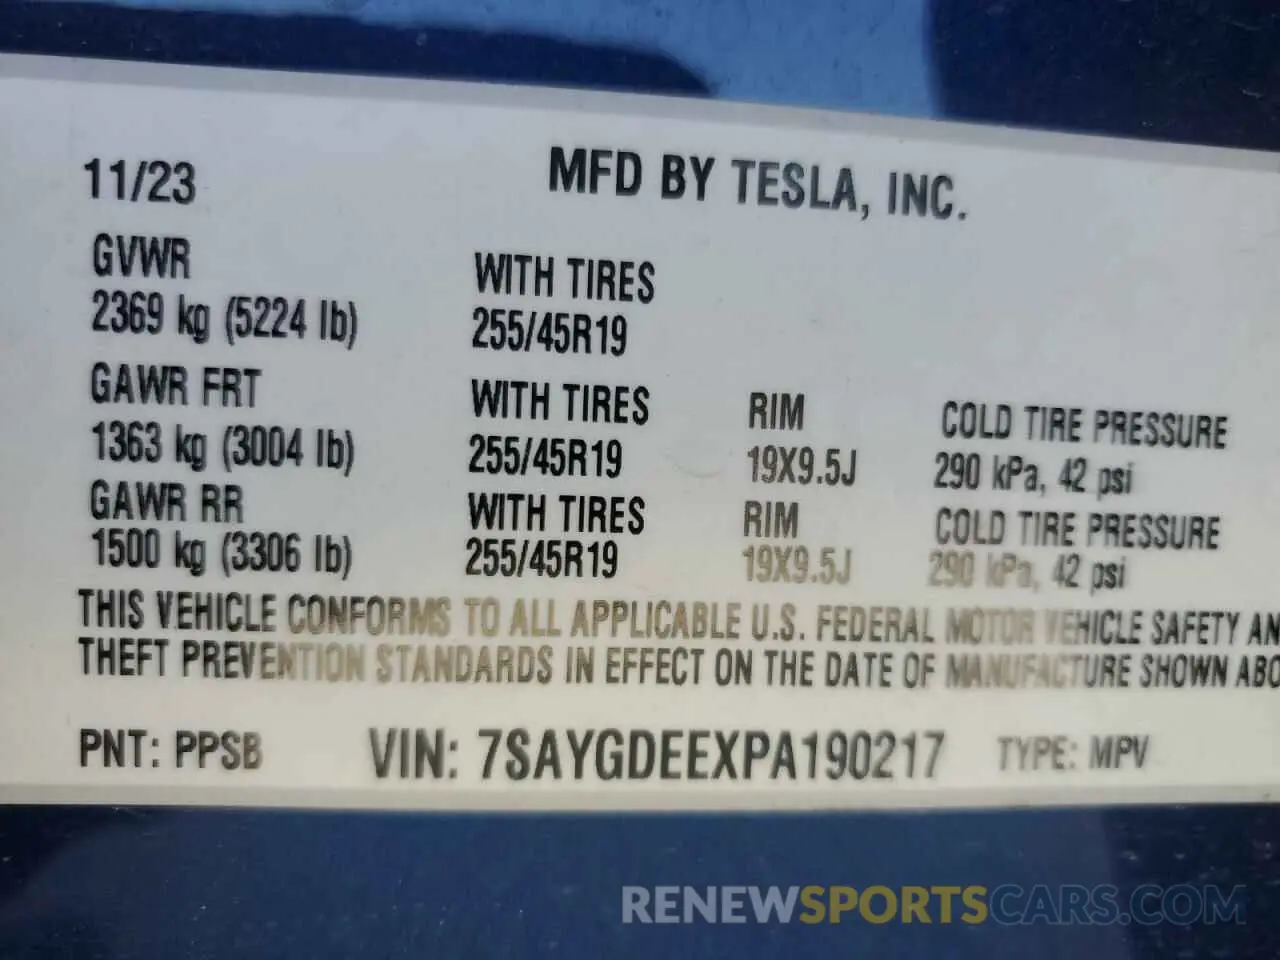 11/23 MFD BY TESLA, INC.
GVWR WITH TIRES
2369 kg (5224 lb) 255/45R19
GAWR FRT WITH TIRES RIM COLD TIRE PRESSURE
1363 kg (3004 lb) 255/45R19 19X9.5J 290 kPa, 42 psi
GAWR RR WITH TIRES RIM COLD TIRE PRESSURE
1500 kg (3306 lb) 255/45R19 19X9.5J 290 kPa, 42 psi
THIS VEHICLE CONFORMS TO ALL APPLICABLE U.S. FEDERAL MOTOR VEHICLE SAFETY AN
THEFT PREVENTION STANDARDS IN EFFECT ON THE DATE OF MANUFACTURE SHOWN ABO
PNT: PPSB VIN: 7SAYGDEEXPA190217 TYPE: MPV
RENEWSPORTSCARS.COM